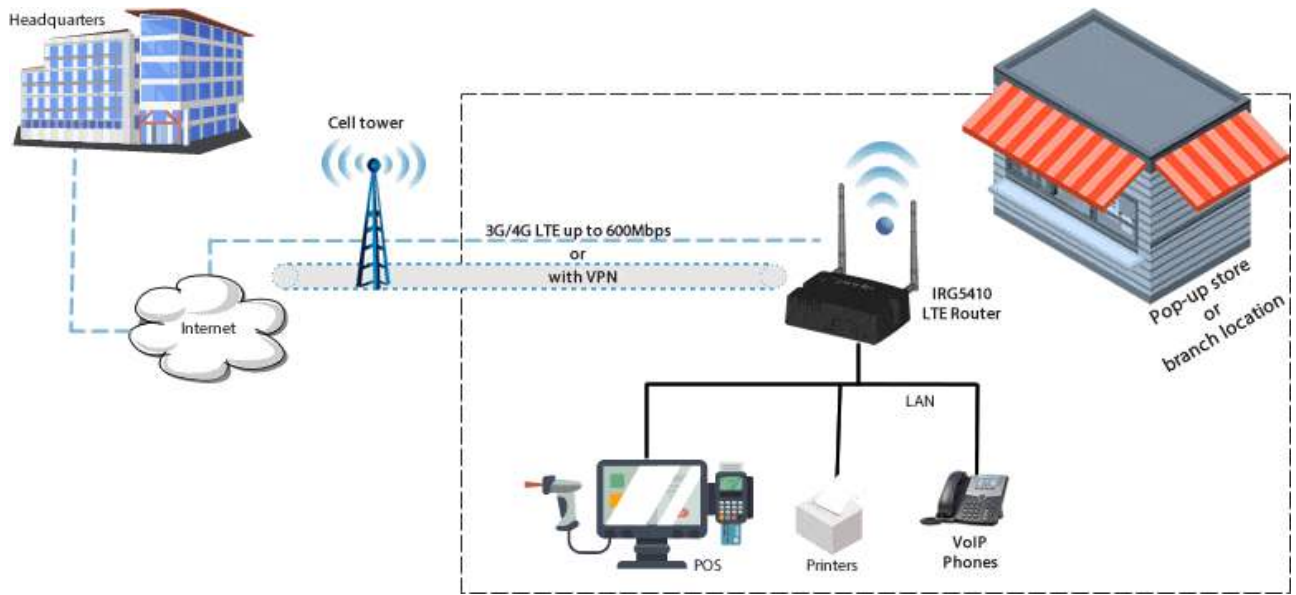 Headquarters
Cell tower
3G/4G LTE up to 600Mbps
or
with VPN
Internet
IRG5410
LTE Router
Pop-up store
or
branch location
LAN
POS
Printers
VoIP
Phones